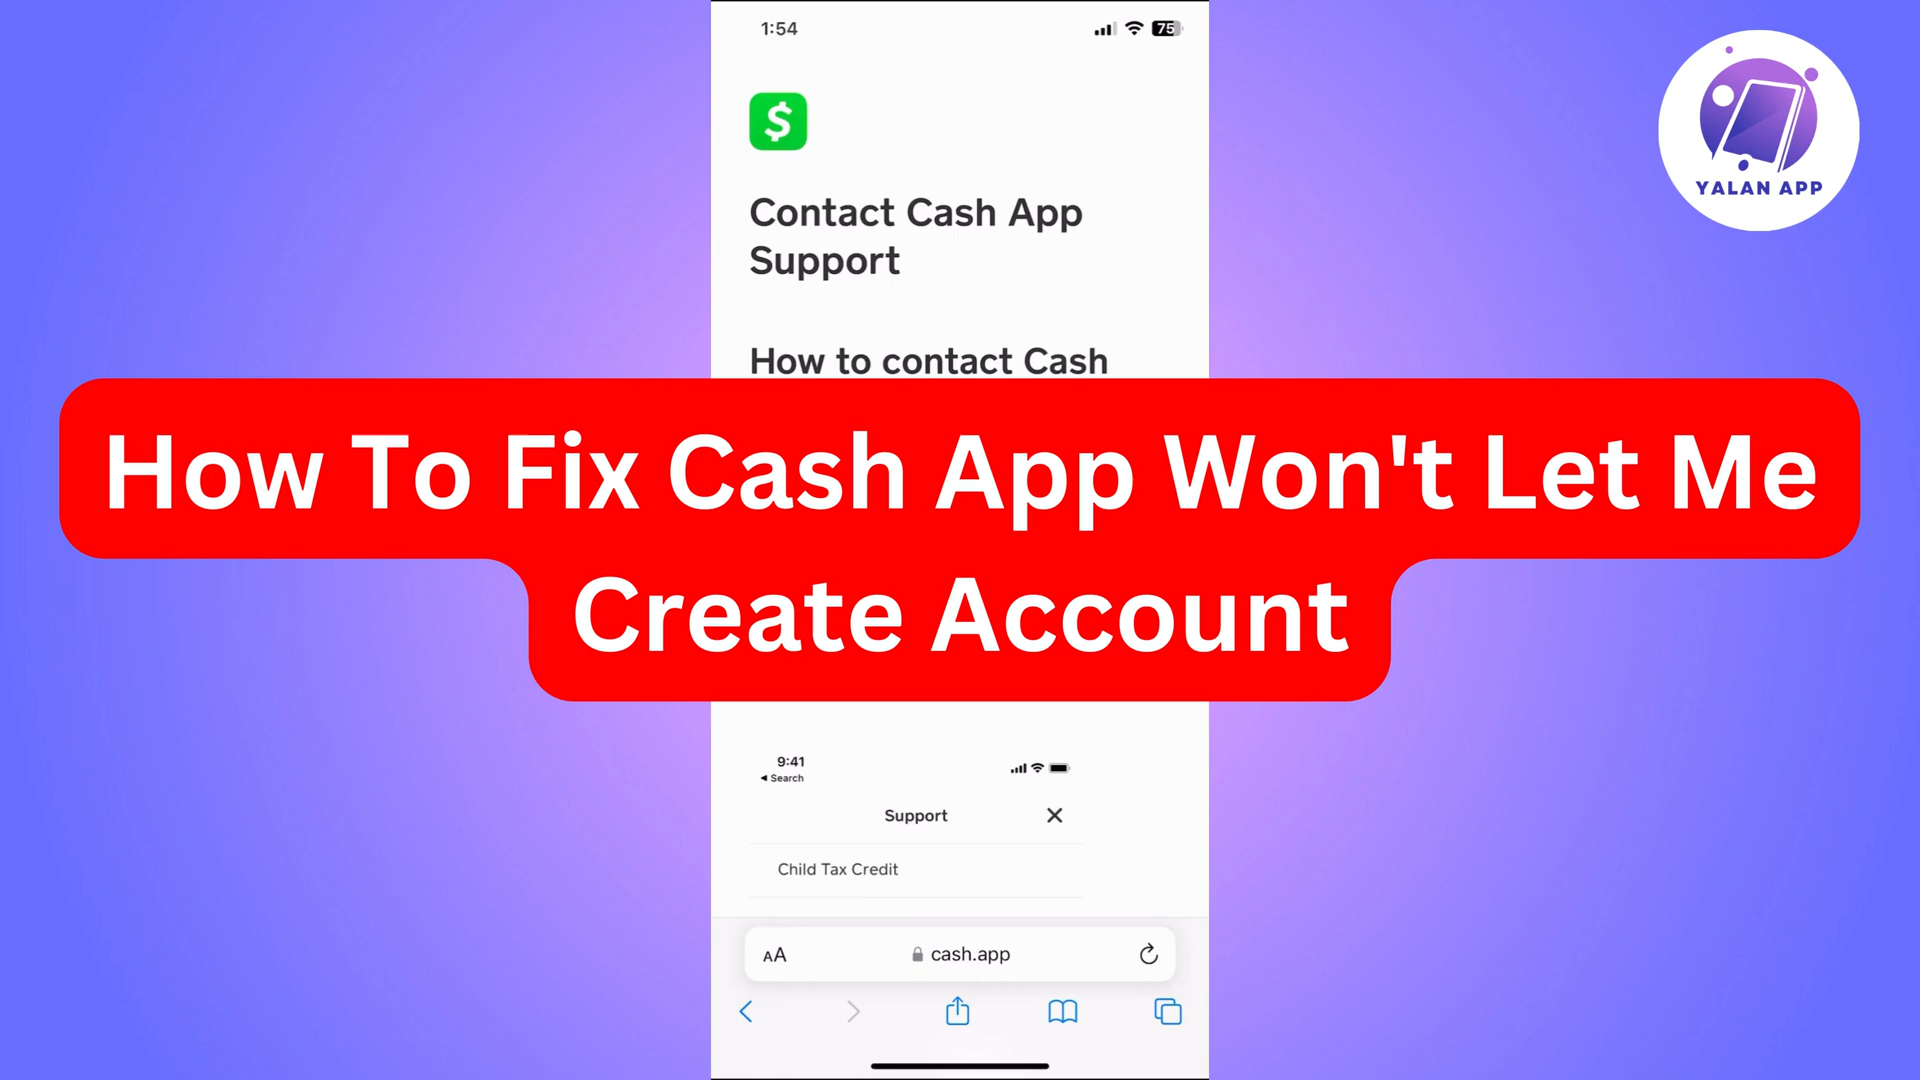 1:54
75
$
YALAN APP
Contact Cash App
Support
How to contact Cash
How To Fix Cash App Won't Let Me
Create Account
9:41
Search
Support
Child Tax Credit
AA
cash.app